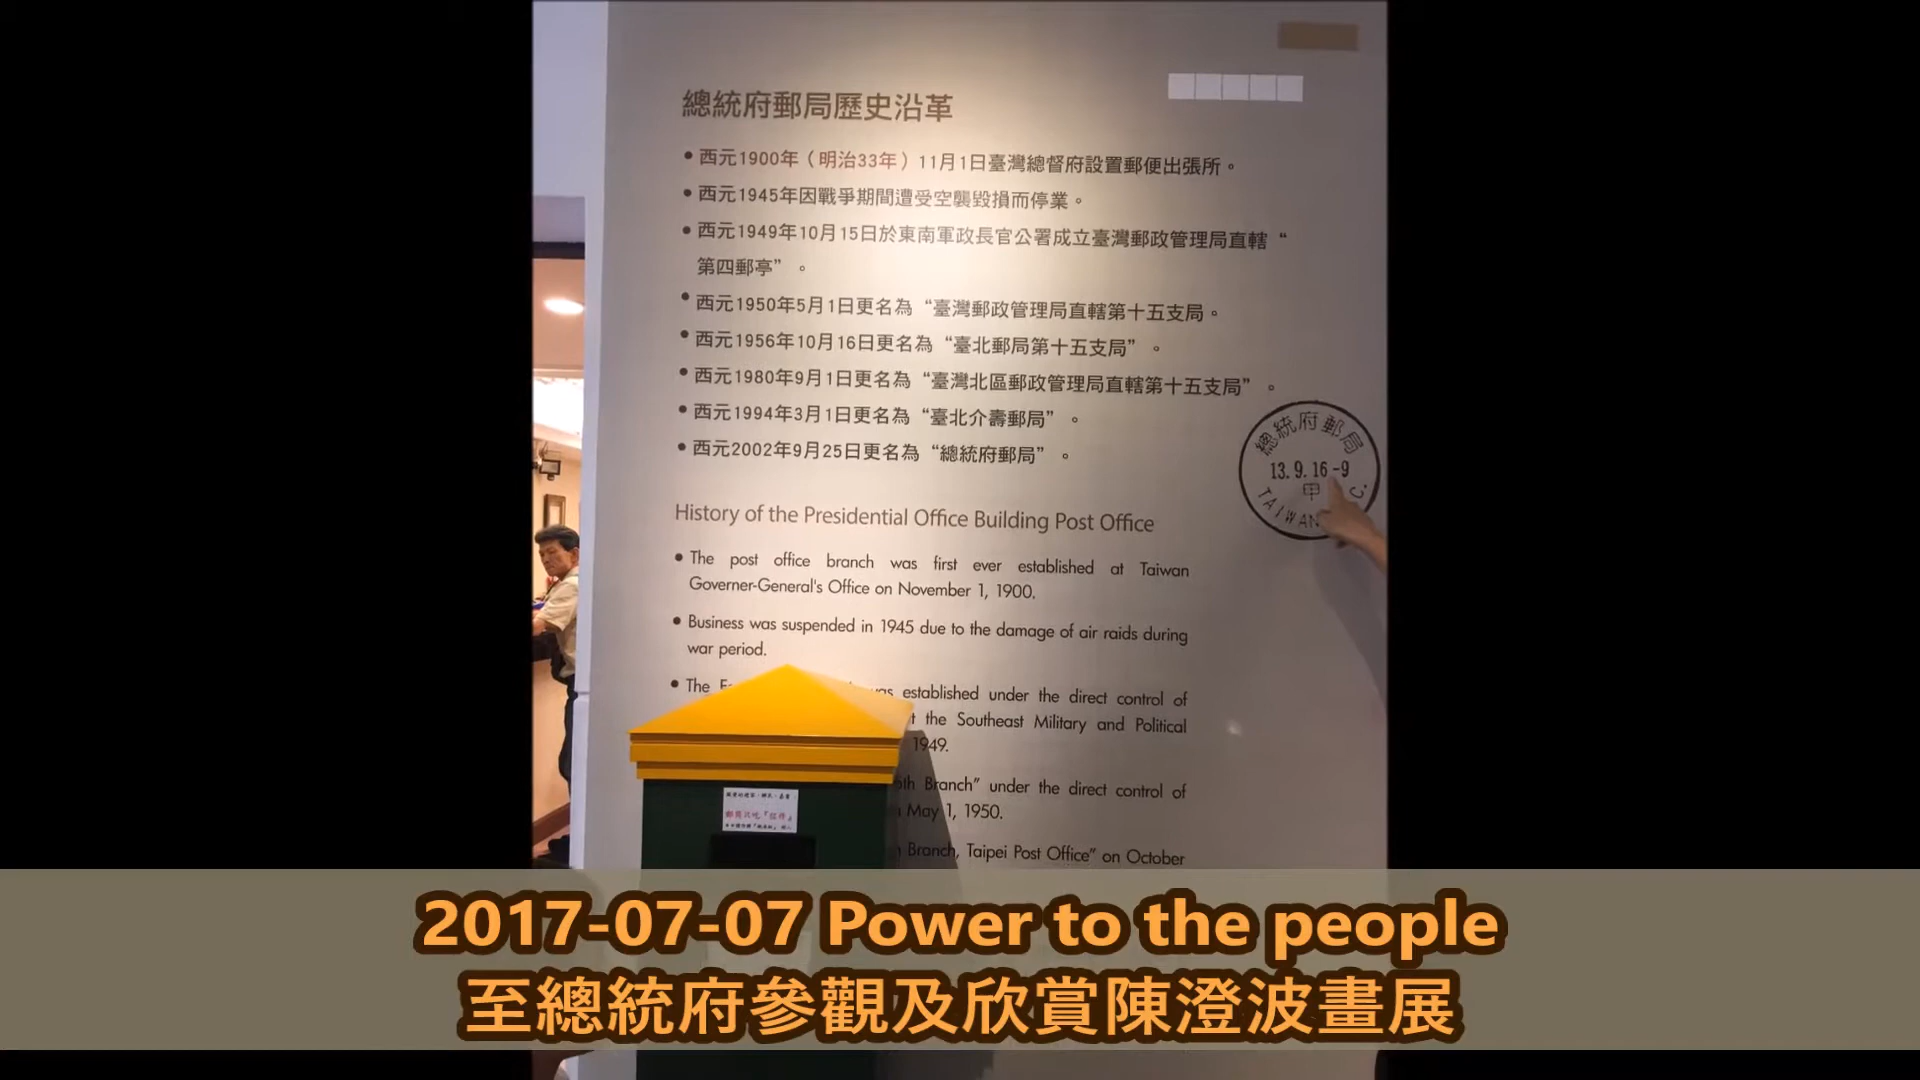 總統府郵局歷史沿革
• 西元1900年（明治33年）11月1日臺灣總督府設置郵便出張所。
• 西元1945年因戰爭期間遭受空襲毀損而停業。
• 西元1949年10月15日於東南軍政長官公署成立臺灣郵政管理局直轄“
第四郵亭”。
• 西元1950年5月1日更名為“臺灣郵政管理局直轄第十五支局。
• 西元1956年10月16日更名為“臺北郵局第十五支局”。
• 西元1980年9月1日更名為“臺灣北區郵政管理局直轄第十五支局”。
• 西元1994年3月1日更名為“臺北介壽郵局”。
• 西元2002年9月25日更名為“總統府郵局”。
總統府郵局
13.9.16-9
甲
TAIWAN
C.
History of the Presidential Office Building Post Office
• The post office branch was first ever established at Taiwan
Governer-General's Office on November 1, 1900.
• Business was suspended in 1945 due to the damage of air raids during
war period.
• The was established under the direct control of
the Southeast Military and Political
1949.
Branch” under the direct control of
May 1, 1950.
Branch, Taipei Post Office” on October
2017-07-07 Power to the people
至總統府參觀及欣賞陳澄波畫展